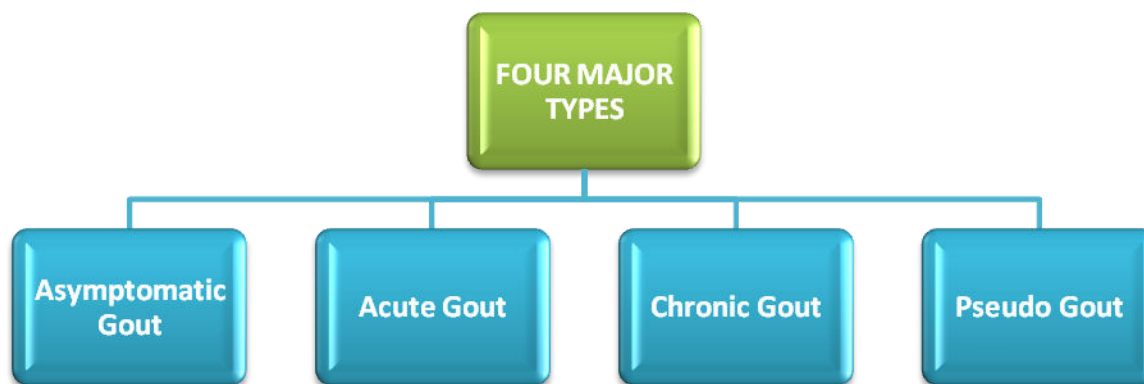 FOUR MAJOR
TYPES
Asymptomatic
Gout
Acute Gout
Chronic Gout
Pseudo Gout